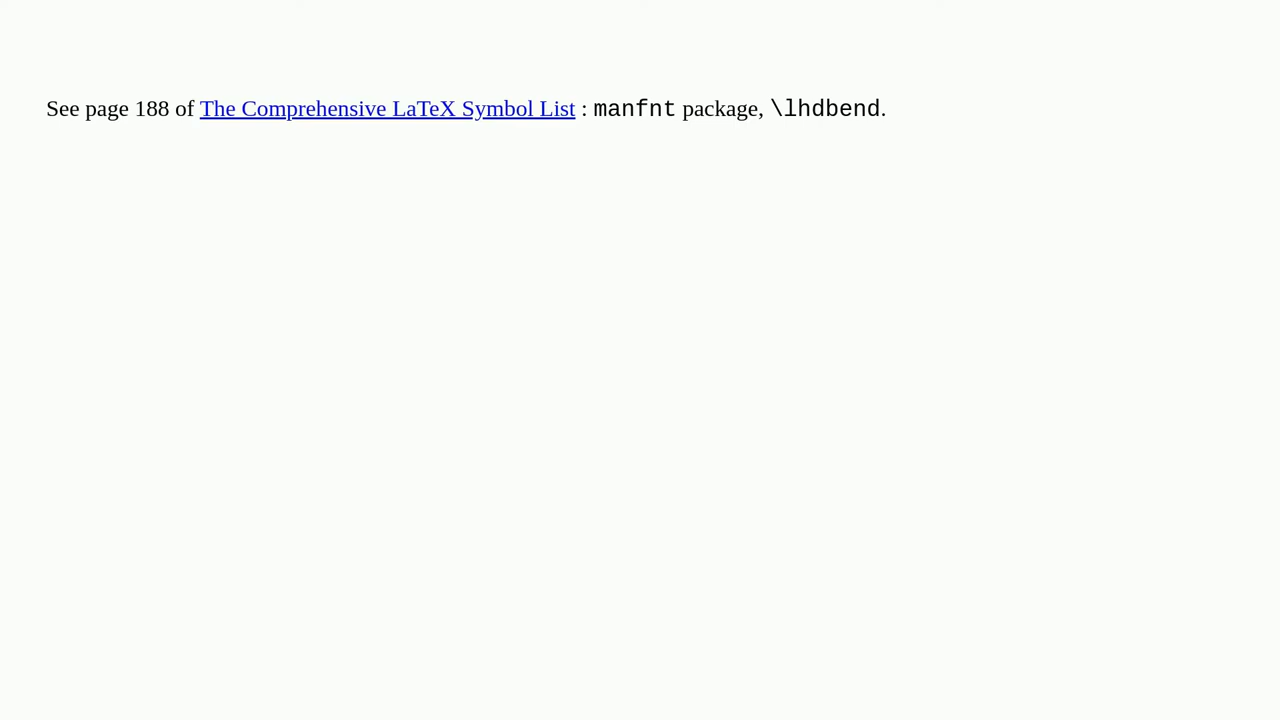 See page 188 of The Comprehensive LaTeX Symbol List : manfnt package, \lhdbend.